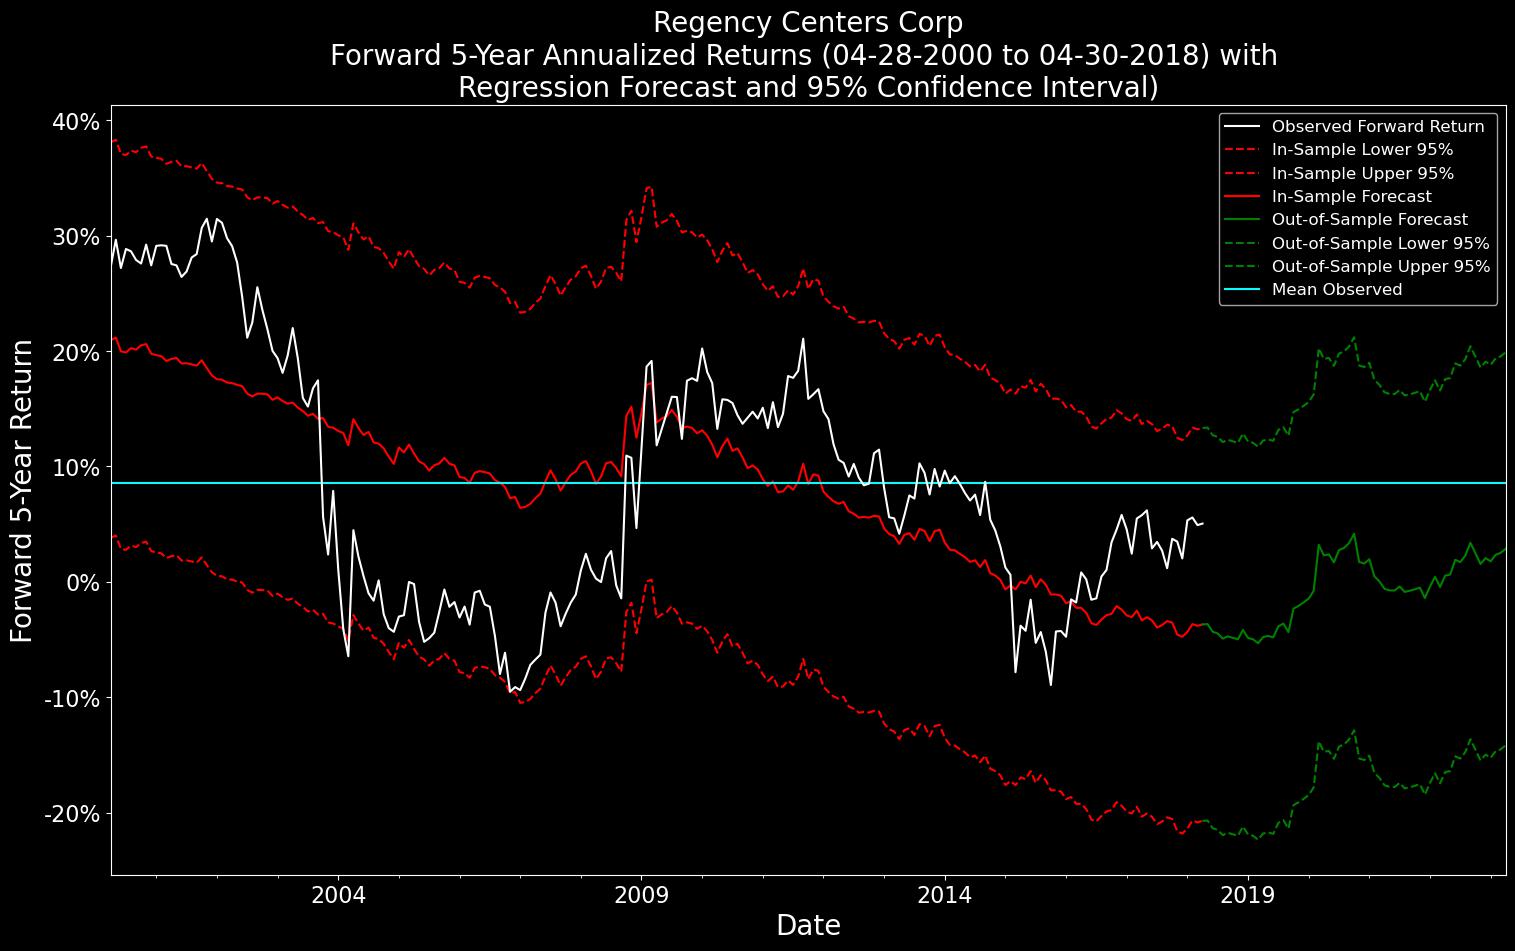 Regency Centers Corp
Forward 5-Year Annualized Returns (04-28-2000 to 04-30-2018) with
Regression Forecast and 95% Confidence Interval)
Forward 5-Year Return
40%
30%
20%
10%
0%
-10%
-20%
Observed Forward Return
In-Sample Lower 95%
In-Sample Upper 95%
In-Sample Forecast
Out-of-Sample Forecast
Out-of-Sample Lower 95%
Out-of-Sample Upper 95%
Mean Observed
2004
2009
2014
2019
Date